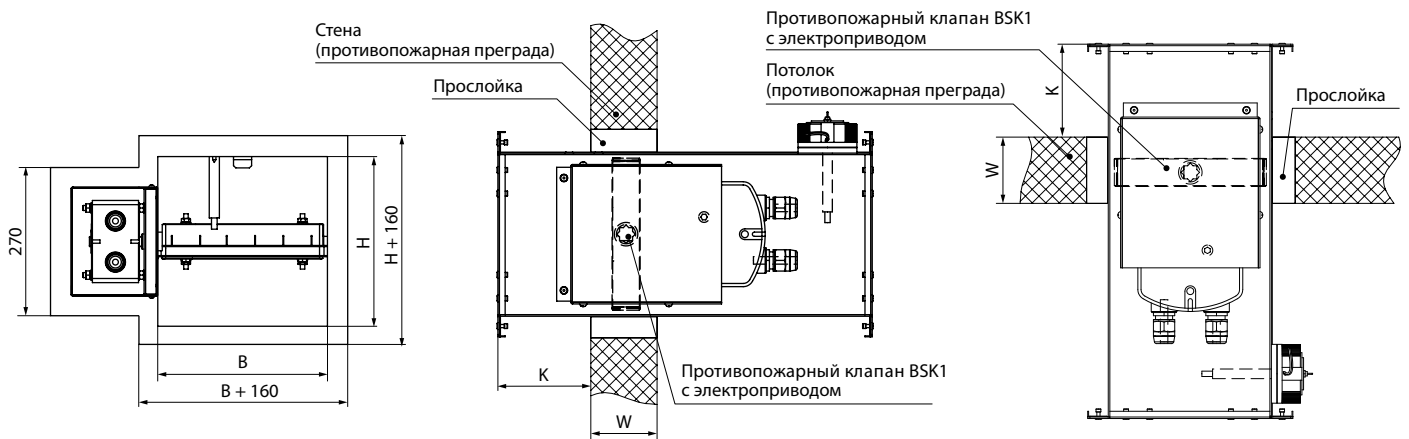 Стена
(противопожарная преграда)
Прослойка
270
H
H + 160
B
B + 160
K
W
Противопожарный клапан BSK1
с электроприводом
Противопожарный клапан BSK1
с электроприводом
Потолок
(противопожарная преграда)
K
W
Прослойка